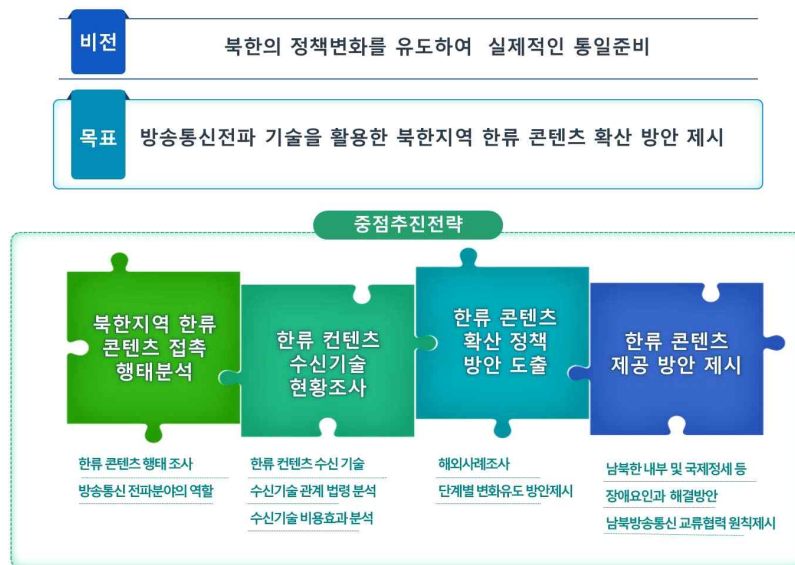 비전
북한의 정책변화를 유도하여 실제적인 통일준비
목표
방송통신전파 기술을 활용한 북한지역 한류 콘텐츠 확산 방안 제시
중점추진전략
북한지역 한류
콘텐츠 접촉
행태분석
한류 컨텐츠
수신기술
현황조사
한류 콘텐츠
확산 정책
방안 도출
한류 콘텐츠
제공 방안 제시
한류 콘텐츠 행태 조사
방송통신 전파분야의 역할
한류 컨텐츠 수신 기술
수신기술 관계 법령 분석
수신기술 비용효과 분석
해외사례조사
단계별 변화유도 방안제시
남북한 내부 및 국제정세 등
장애요인과 해결방안
남북방송통신 교류협력 원칙제시